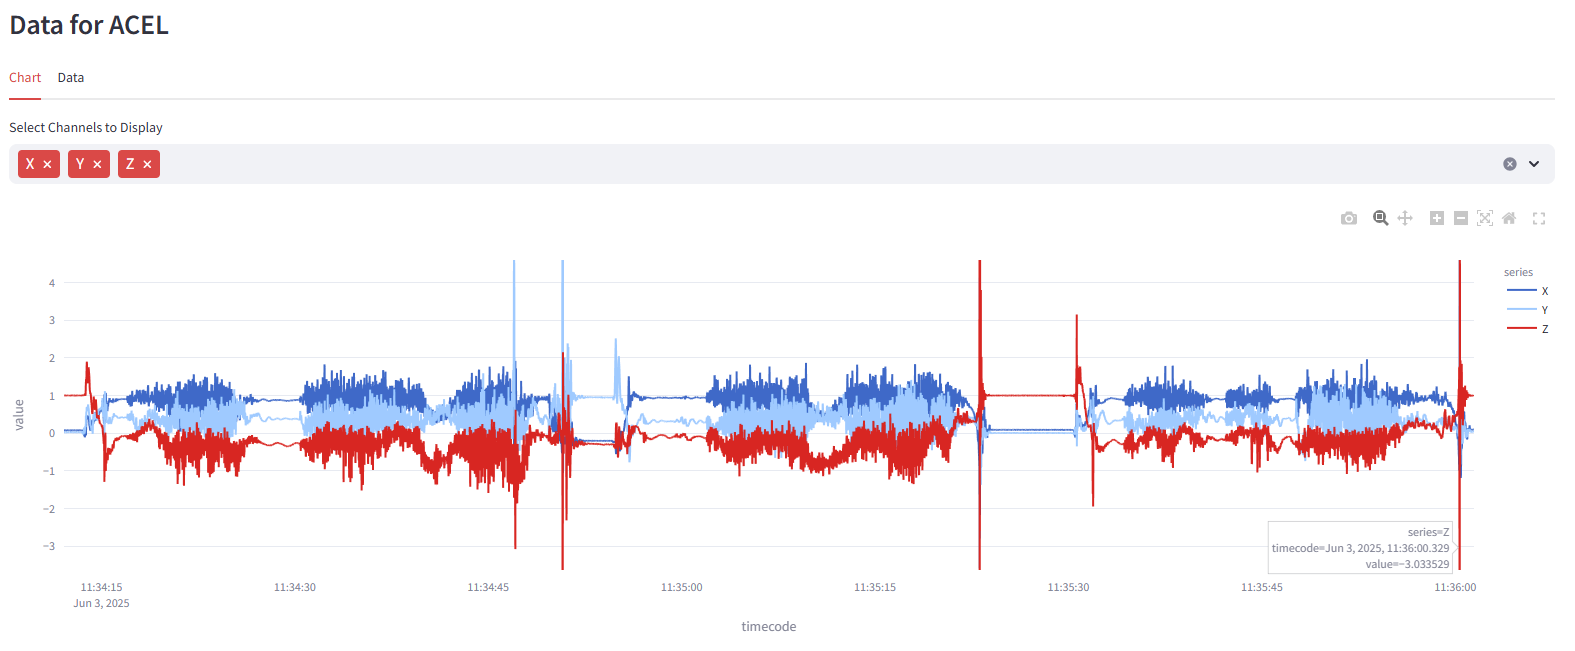 Data for ACEL
Chart Data
Select Channels to Display
X Y Z
series
X
Y
Z
value
4
3
2
1
0
−1
−2
−3
series=Z
timecode=Jun 3, 2025, 11:36:00.329
value=−3.033529
11:34:15 11:34:30 11:34:45 11:35:00 11:35:15 11:35:30 11:35:45 11:36:00
Jun 3, 2025
timecode